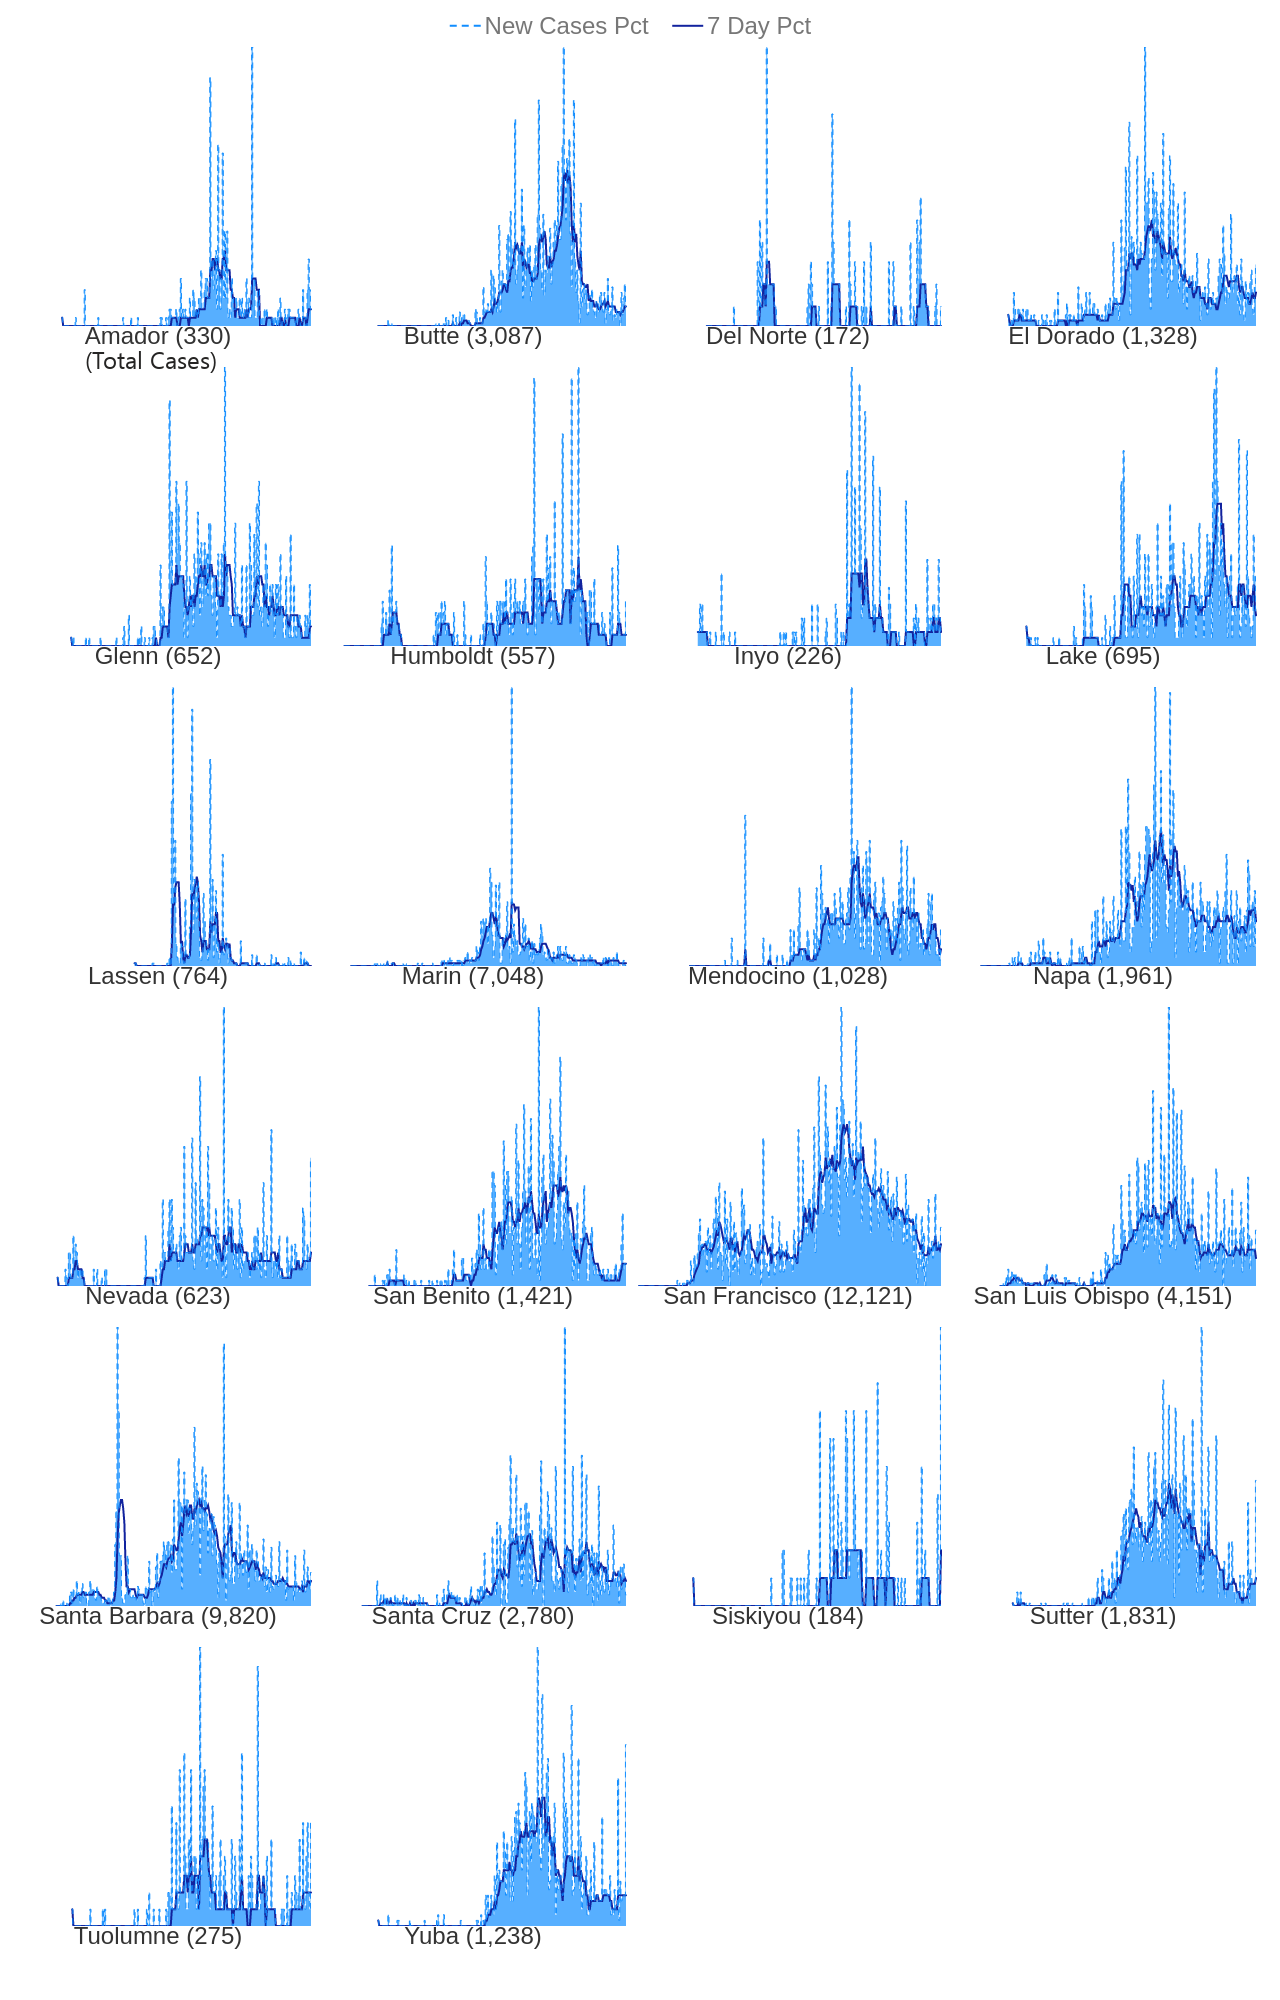 New Cases Pct 7 Day Pct
Amador (330) Butte (3,087) Del Norte (172) El Dorado (1,328)
(Total Cases)
Glenn (652) Humboldt (557) Inyo (226) Lake (695)
Lassen (764) Marin (7,048) Mendocino (1,028) Napa (1,961)
Nevada (623) San Benito (1,421) San Francisco (12,121) San Luis Obispo (4,151)
Santa Barbara (9,820) Santa Cruz (2,780) Siskiyou (184) Sutter (1,831)
Tuolumne (275) Yuba (1,238)